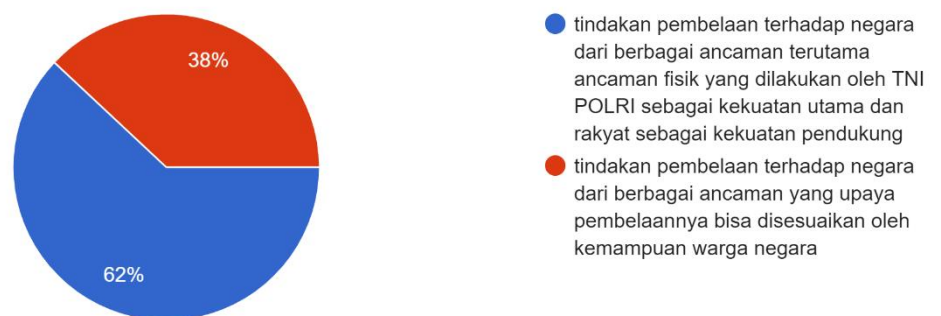 38%
62%
tindakan pembelaan terhadap negara
dari berbagai ancaman terutama
ancaman fisik yang dilakukan oleh TNI
POLRI sebagai kekuatan utama dan
rakyat sebagai kekuatan pendukung
tindakan pembelaan terhadap negara
dari berbagai ancaman yang upaya
pembelaannya bisa disesuaikan oleh
kemampuan warga negara